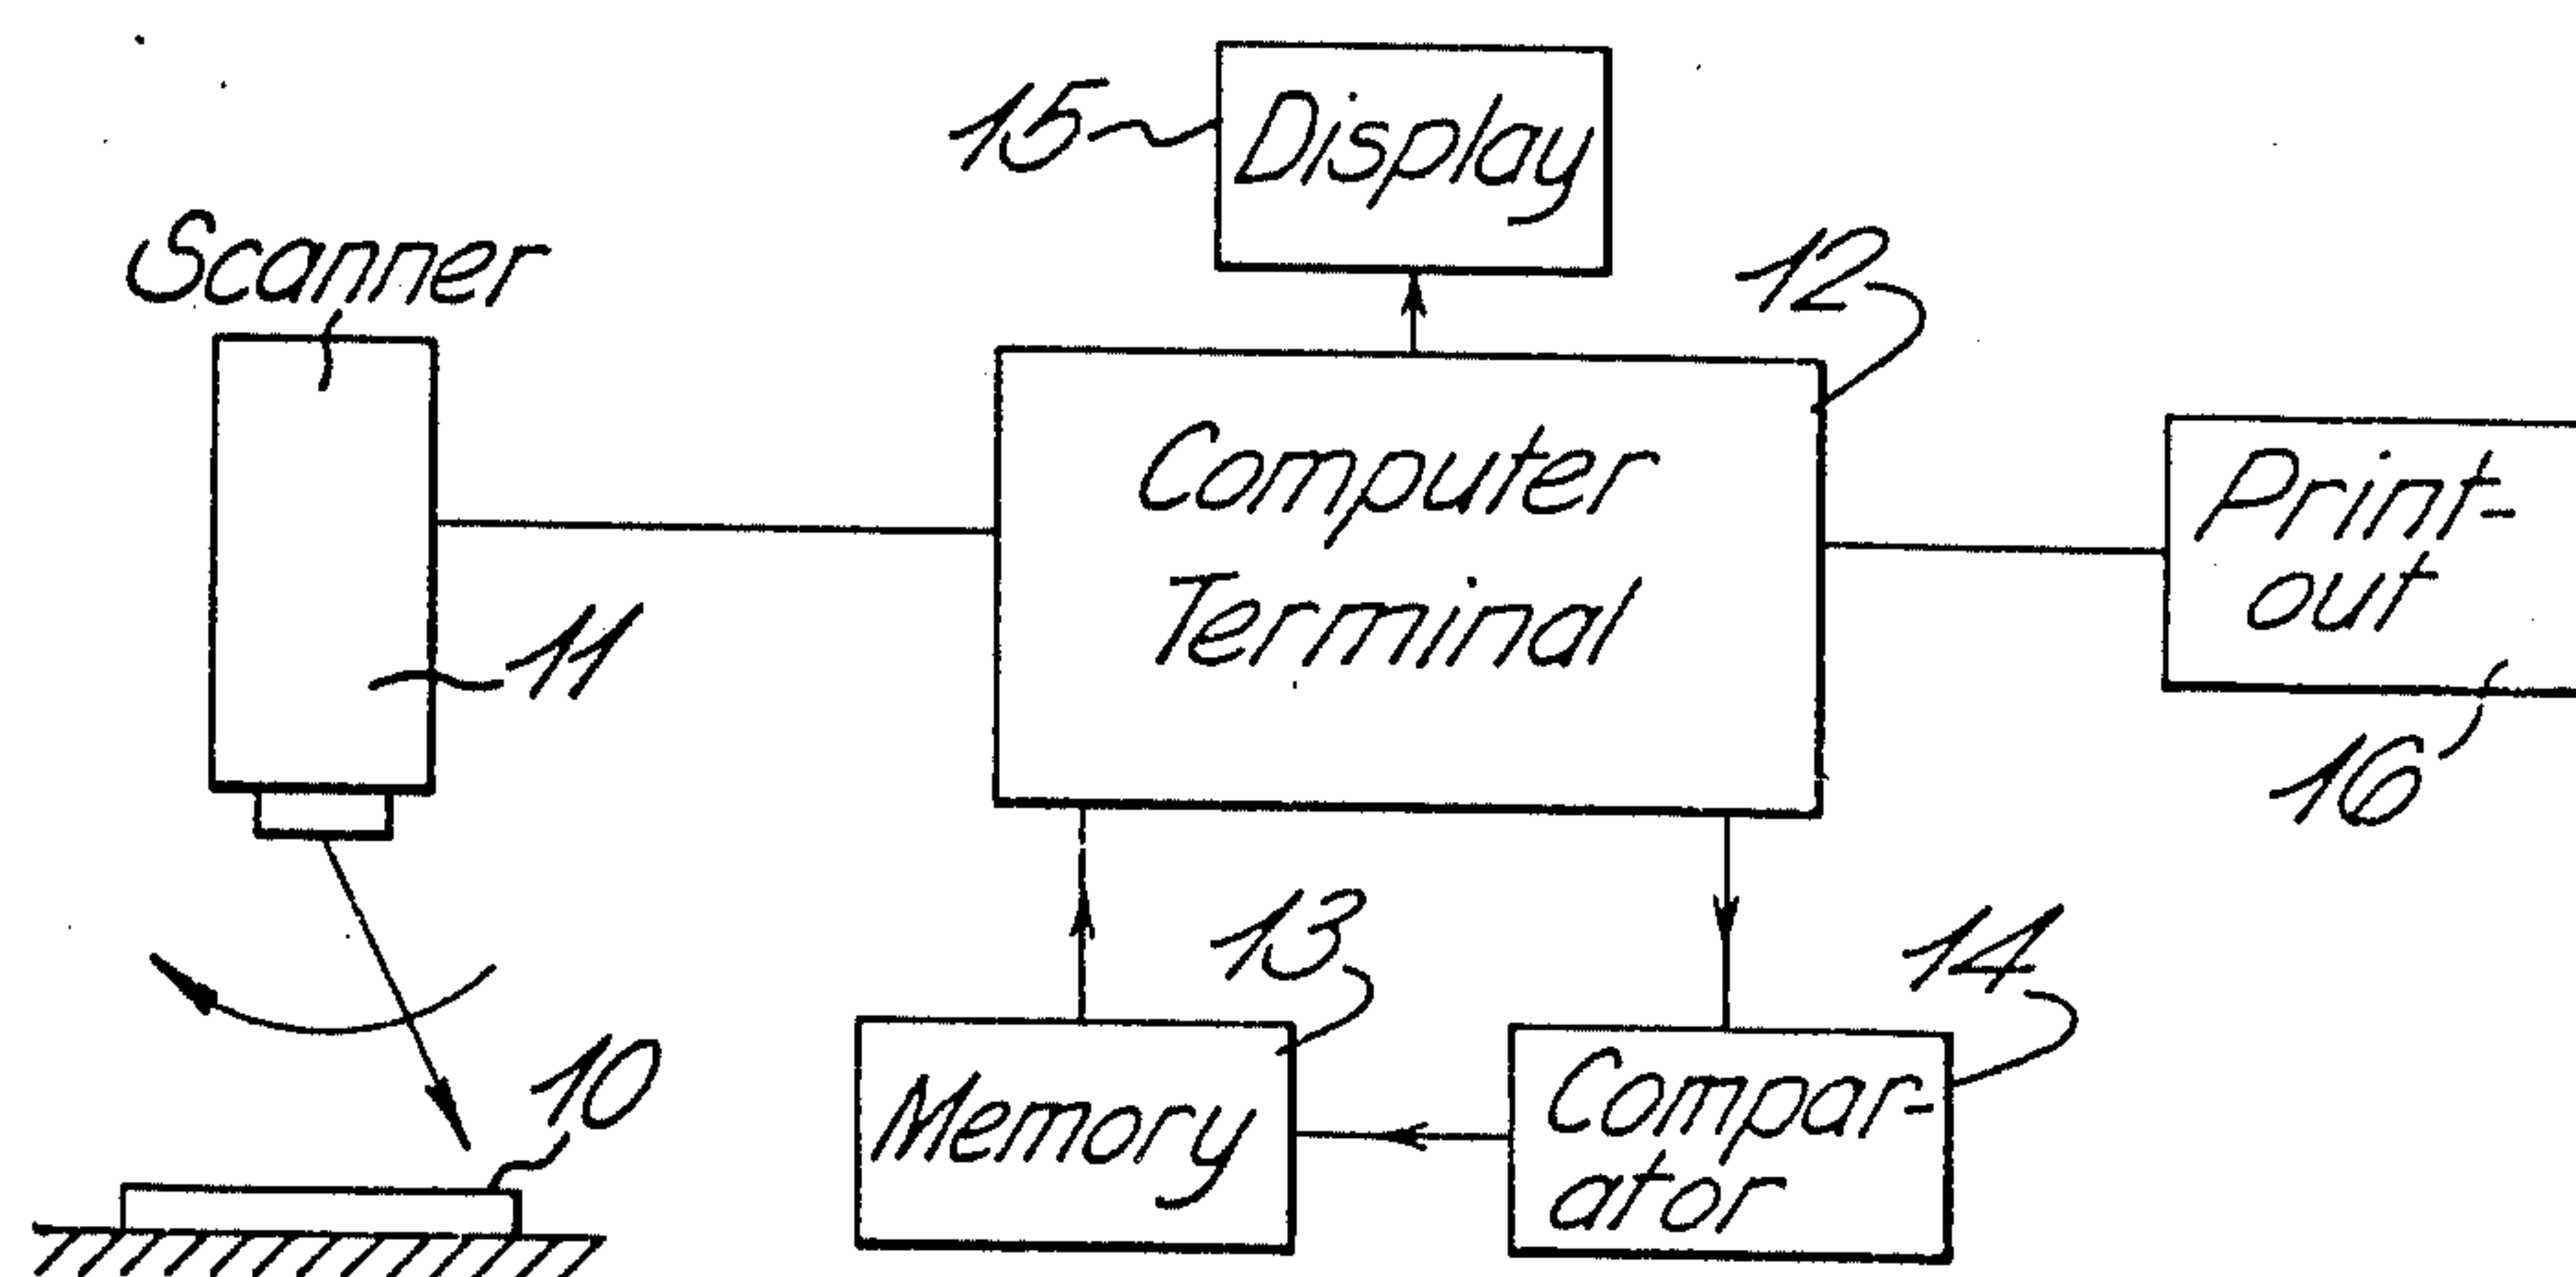 15
Display
Scanner
12
Computer
Terminal
Print-
out
11
16
13
14
10
Memory
Compar-
ator